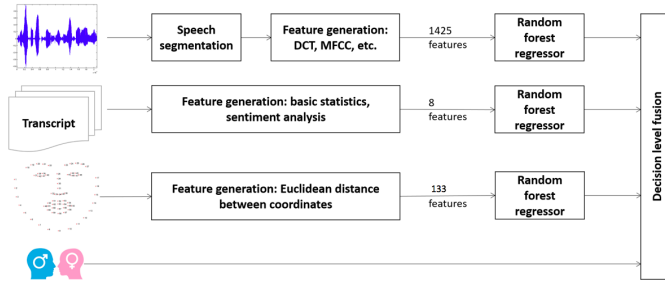 Speech
segmentation
Feature generation:
DCT, MFCC, etc.
1425
features
Random
forest
regressor
Transcript
Feature generation: basic statistics,
sentiment analysis
8
features
Random
forest
regressor
Feature generation: Euclidean distance
between coordinates
133
features
Random
forest
regressor
Decision level fusion